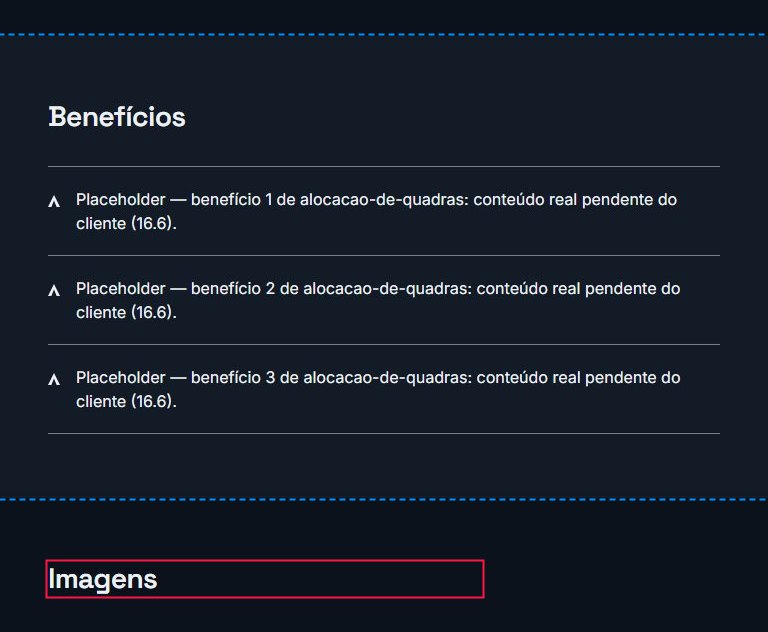 Benefícios
Placeholder — benefício 1 de alocacao-de-quadras: conteúdo real pendente do
cliente (16.6).
Placeholder — benefício 2 de alocacao-de-quadras: conteúdo real pendente do
cliente (16.6).
Placeholder — benefício 3 de alocacao-de-quadras: conteúdo real pendente do
cliente (16.6).
Imagens